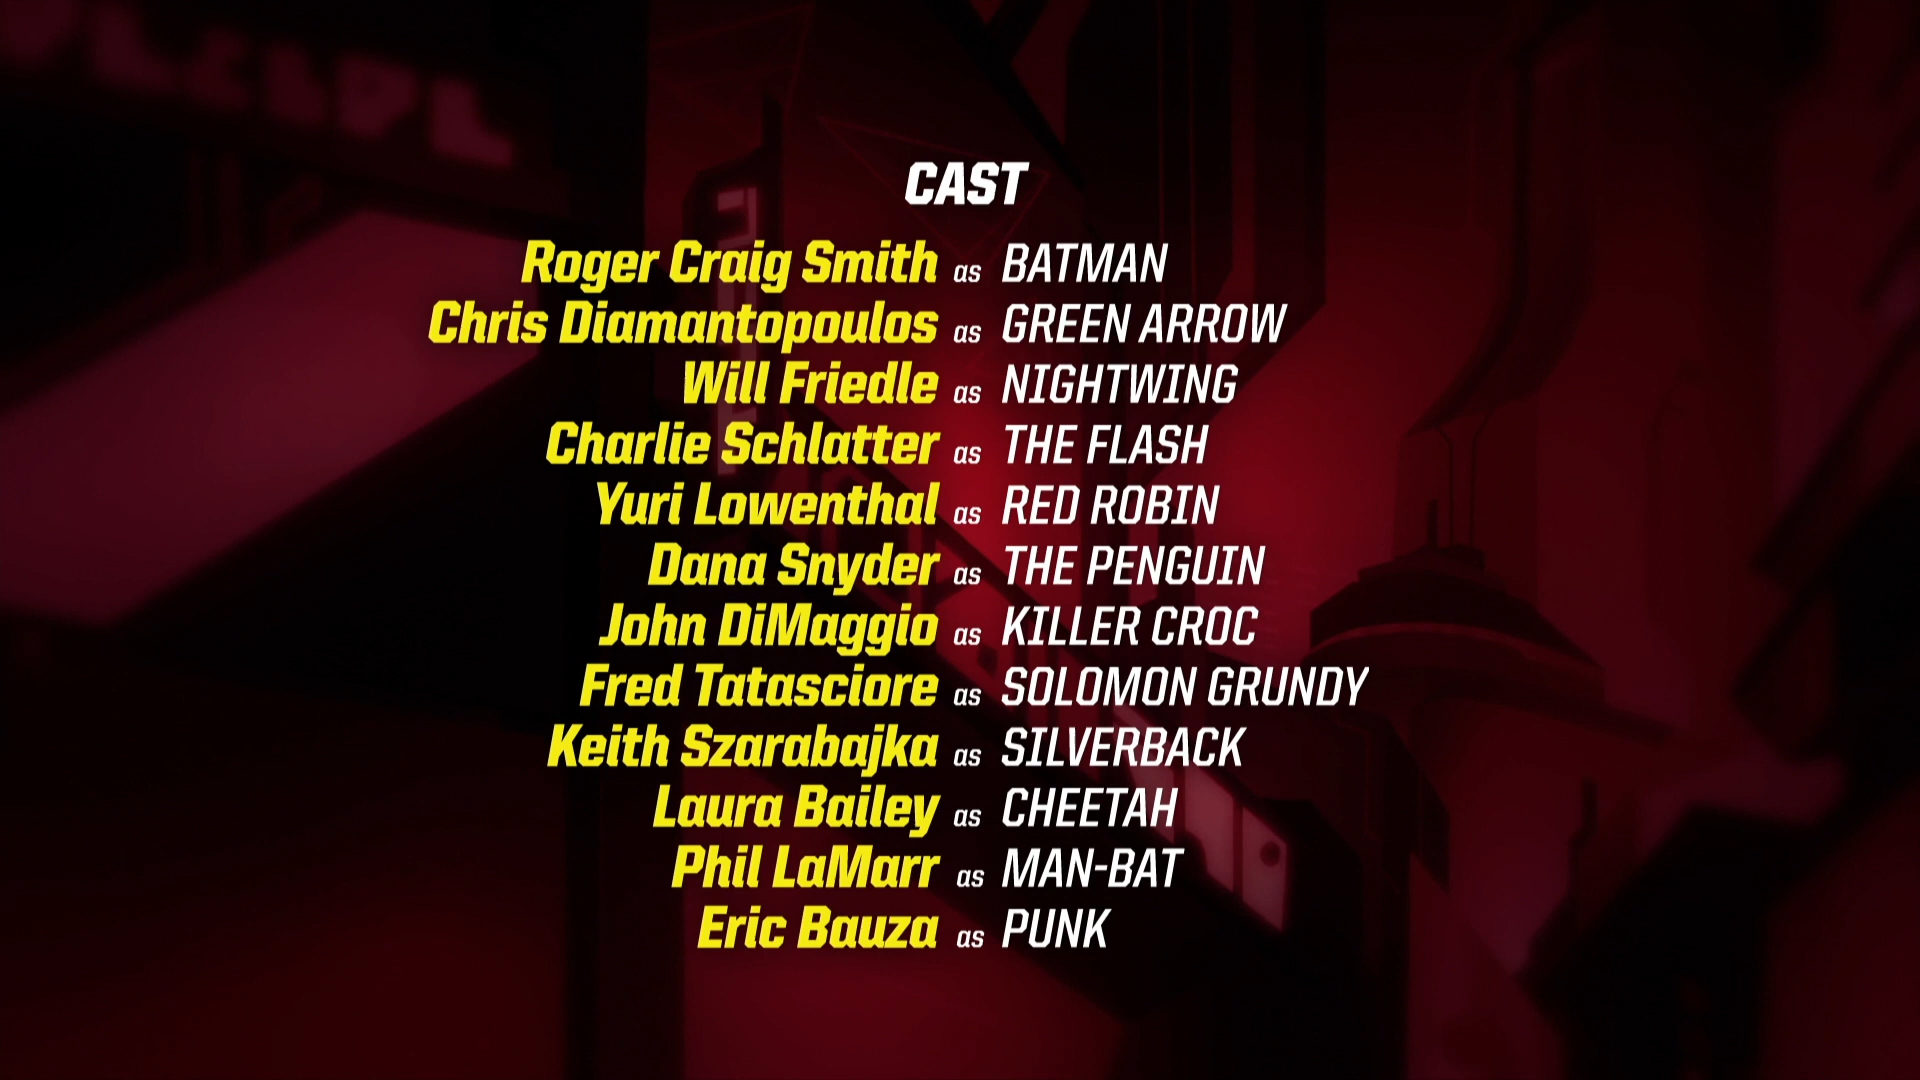 CAST
Roger Craig Smith as BATMAN
Chris Diamantopoulos as GREEN ARROW
Will Friedle as NIGHTWING
Charlie Schlatter as THE FLASH
Yuri Lowenthal as RED ROBIN
Dana Snyder as THE PENGUIN
John DiMaggio as KILLER CROC
Fred Tatasciore as SOLOMON GRUNDY
Keith Szarabajka as SILVERBACK
Laura Bailey as CHEETAH
Phil LaMarr as MAN-BAT
Eric Bauza as PUNK